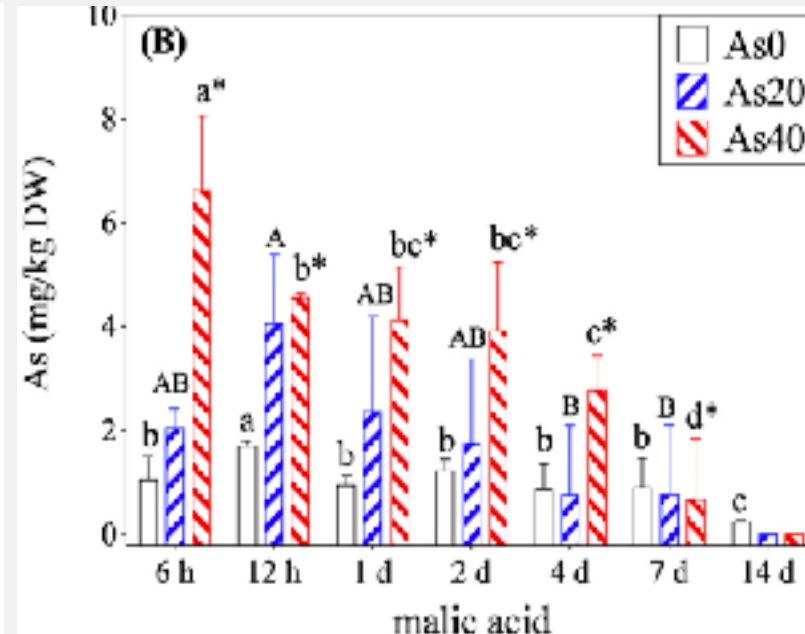 10
(B)
As0
As20
As40
a*
8
As (mg/kg DW)
6
A
b*
bc*
bc*
AB
4
AB
c*
AB
2
b
a
b
b
b
B
b
B
d*
c
0
6 h
12 h
1 d
2 d
4 d
7 d
14 d
malic acid